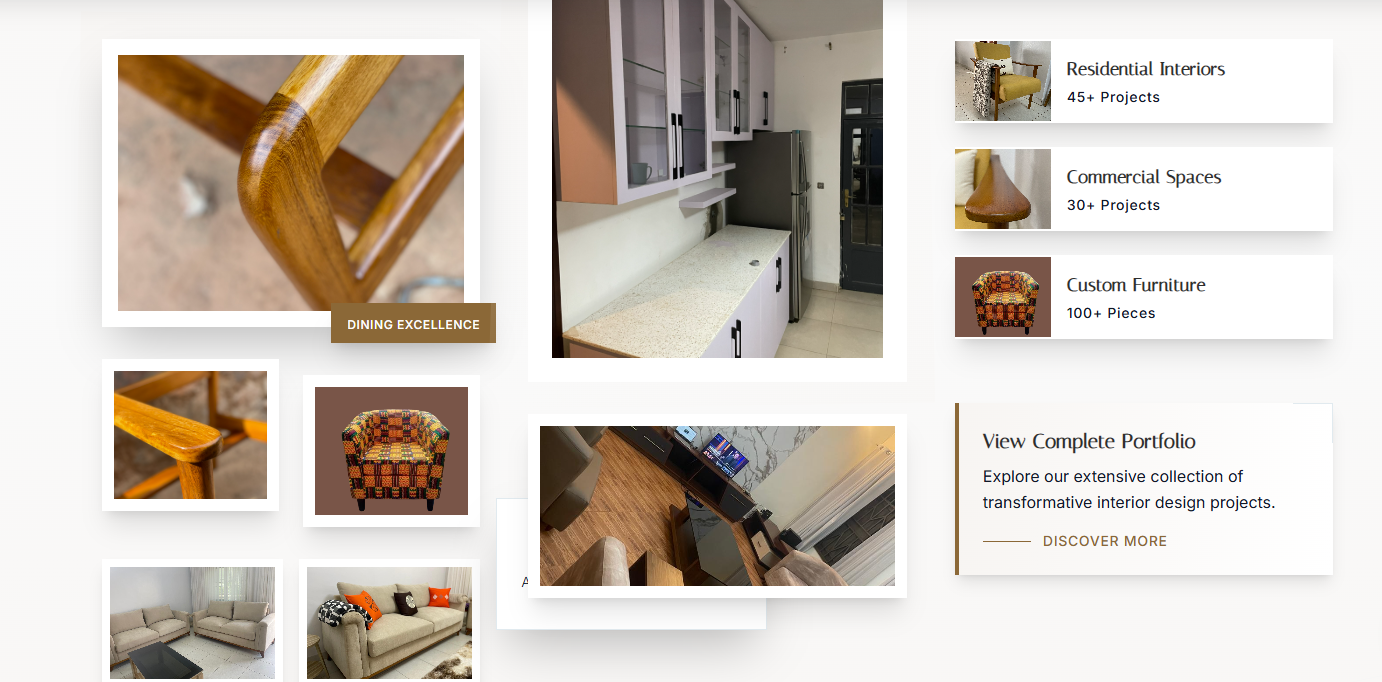 DINING EXCELLENCE
A
Residential Interiors
45+ Projects
Commercial Spaces
30+ Projects
Custom Furniture
100+ Pieces
View Complete Portfolio
Explore our extensive collection of
transformative interior design projects.
DISCOVER MORE